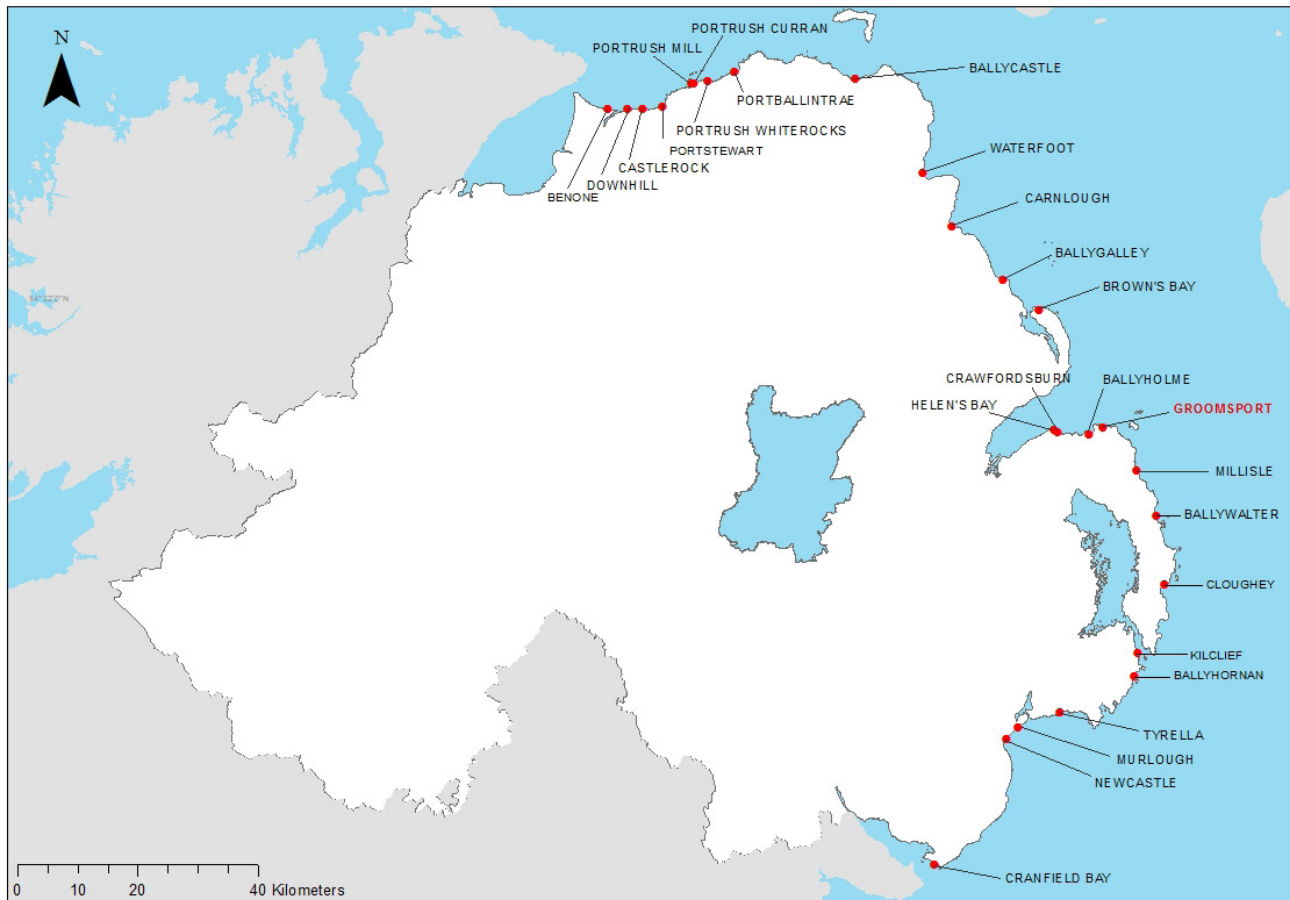 N
PORTRUSH CURRAN
PORTRUSH MILL
BALLYCASTLE
PORTBALLINTRAE
PORTRUSH WHITEROCKS
PORTSTEWART
CASTLEROCK
DOWNHILL
BENONE
WATERFOOT
CARNLOUGH
BALLYGALLEY
BROWN'S BAY
CRAWFORDSBURN
BALLYHOLME
HELEN'S BAY
GROOMSPORT
MILLISLE
BALLYWALTER
CLOUGHEY
KILCLIEF
BALLYHORNAN
TYRELLA
MURLOUGH
NEWCASTLE
CRANFIELD BAY
0 10 20 40 Kilometers